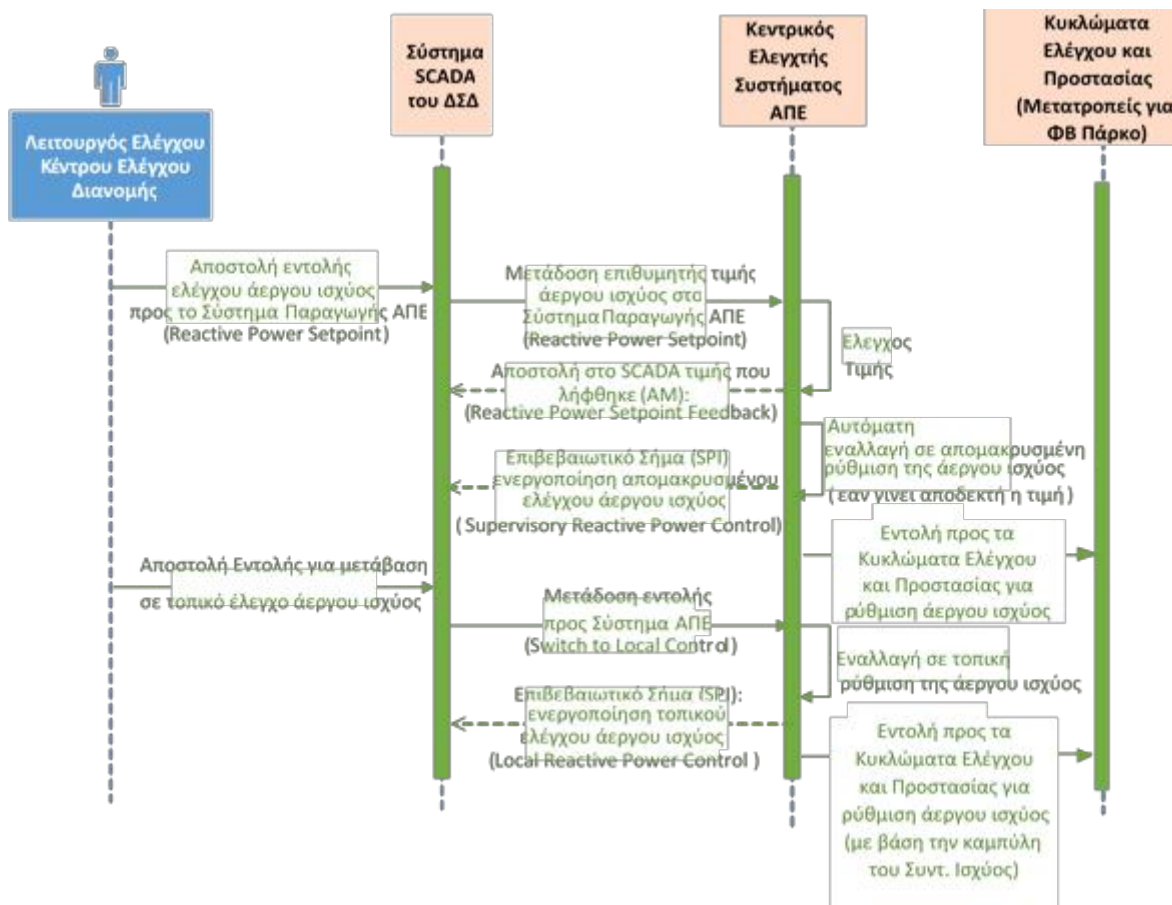 Λειτουργός Ελέγχου
Κέντρου Ελέγχου
Διανομής
Σύστημα
SCADA
του ΔΣΔ
Κεντρικός
Ελεγχτής
Συστήματος
ΑΠΕ
Κυκλώματα
Ελέγχου και
Προστασίας
(Μετατροπείς για
ΦΒ Πάρκο)
Αποστολή εντολής
ελέγχου άεργου ισχύος
προς το Σύστημα Παραγωγής ΑΠΕ
(Reactive Power Setpoint)
Μετάδοση επιθυμητής τιμής
άεργου ισχύος στο
Σύστημα Παραγωγής ΑΠΕ
(Reactive Power Setpoint)
Ελεγχος
Τιμής
Αποστολή στο SCADA τιμής που
λήφθηκε (AM):
(Reactive Power Setpoint Feedback)
Αυτόματη
εναλλαγή σε απομακρυσμένη
ρύθμιση της άεργου ισχύος
(εαν γίνει αποδεκτή η τιμή)
Επιβεβαιωτικό Σήμα (SPI)
ενεργοποίηση απομακρυσμένου
ελέγχου άεργου ισχύος
( Supervisory Reactive Power Control)
Εντολή προς τα
Κυκλώματα Ελέγχου
και Προστασίας για
ρύθμιση άεργου ισχύος
Αποστολή Εντολής για μετάβαση
σε τοπικό έλεγχο άεργου ισχύος
Μετάδοση εντολής
προς Σύστημα ΑΠΕ
(Switch to Local Control)
Εναλλαγή σε τοπική
ρύθμιση της άεργου ισχύος
Επιβεβαιωτικό Σήμα (SPI):
ενεργοποίηση τοπικού
ελέγχου άεργου ισχύος
(Local Reactive Power Control )
Εντολή προς τα
Κυκλώματα Ελέγχου
και Προστασίας για
ρύθμιση άεργου ισχύος
(με βάση την καμπύλη
του Συντ. Ισχύος)